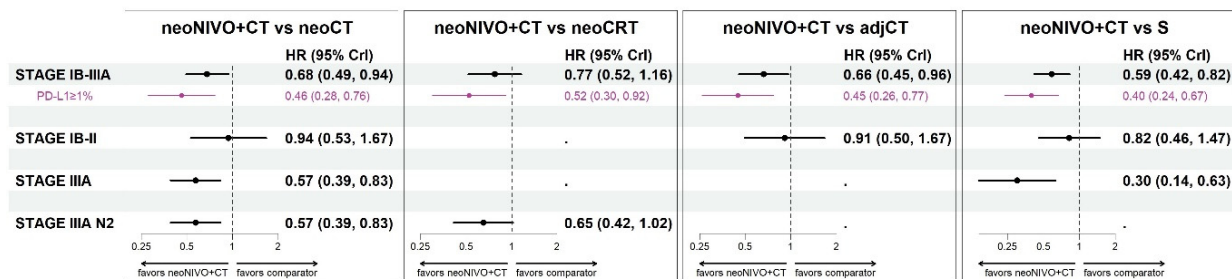 neoNIVO+CT vs neoCT neoNIVO+CT vs neoCRT neoNIVO+CT vs adjCT neoNIVO+CT vs S
HR (95% CrI) HR (95% CrI) HR (95% CrI) HR (95% CrI)
STAGE IB-IIIA 0.68 (0.49, 0.94) 0.77 (0.52, 1.16) 0.66 (0.45, 0.96) 0.59 (0.42, 0.82)
PD-L1≥1% 0.46 (0.28, 0.76) 0.52 (0.30, 0.92) 0.45 (0.26, 0.77) 0.40 (0.24, 0.67)
STAGE IB-II 0.94 (0.53, 1.67) . 0.91 (0.50, 1.67) 0.82 (0.46, 1.47)
STAGE IIIA 0.57 (0.39, 0.83) . . 0.30 (0.14, 0.63)
STAGE IIIA N2 0.57 (0.39, 0.83) 0.65 (0.42, 1.02) . .
0.25 0.5 1 2 0.25 0.5 1 2 0.25 0.5 1 2 0.25 0.5 1 2
favors neoNIVO+CT favors comparator favors neoNIVO+CT favors comparator favors neoNIVO+CT favors comparator favors neoNIVO+CT favors comparator